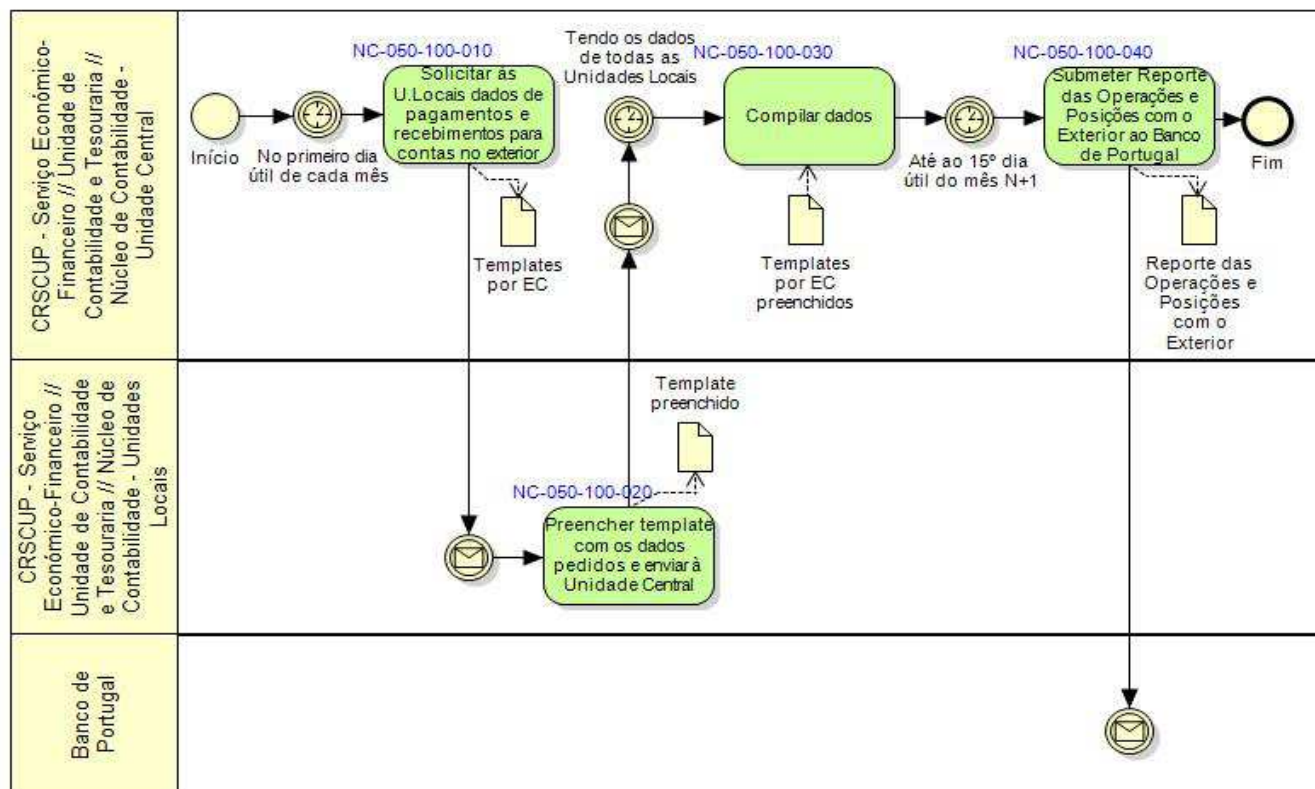 CRSCUP - Serviço Económico-
Financeiro // Unidade de
Contabilidade e Tesouraria //
Núcleo de Contabilidade -
Unidade Central
Início
No primeiro dia
útil de cada mês
NC-050-100-010
Solicitar às
U.Locais dados de
pagamentos e
recebimentos para
contas no exterior
Templates
por EC
Tendo os dados
de todas as
Unidades Locais
NC-050-100-030
Compilar dados
Templates
por EC
preenchidos
Até ao 15º dia
útil do mês N+1
NC-050-100-040
Submeter Reporte
das Operações e
Posições com o
Exterior ao Banco
de Portugal
Fim
Reporte das
Operações e
Posições
com o
Exterior
CRSCUP - Serviço
Económico-Financeiro //
Unidade de Contabilidade
e Tesouraria // Núcleo de
Contabilidade - Unidades
Locais
Template
preenchido
NC-050-100-020
Preencher template
com os dados
pedidos e enviar à
Unidade Central
Banco de
Portugal